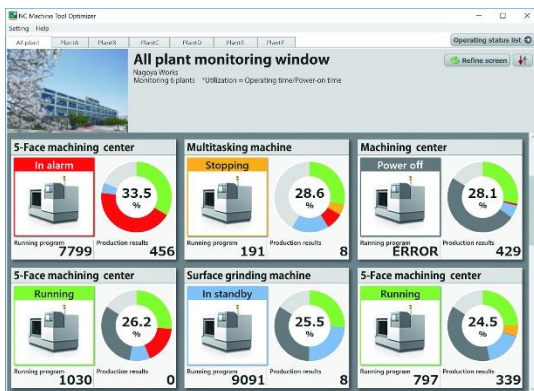 NC Machine Tool Optimizer
Setting Help
All plant PlantA PlantB PlantC PlantD PlantE PlantF Operating status list
All plant monitoring window
Refine screen
Nagoya Works
Monitoring 6 plants *Utilization = Operating time/Power-on time
5-Face machining center
In alarm
33.5
%
Running program Production results
7799 456
Multitasking machine
Stopping
28.6
%
Running program Production results
191 8
Machining center
Power off
28.1
%
Running program Production results
ERROR 429
5-Face machining center
Running
26.2
%
Running program Production results
1030 0
Surface grinding machine
In standby
25.5
%
Running program Production results
9091 8
5-Face machining center
Running
24.5
%
Running program Production results
797 339